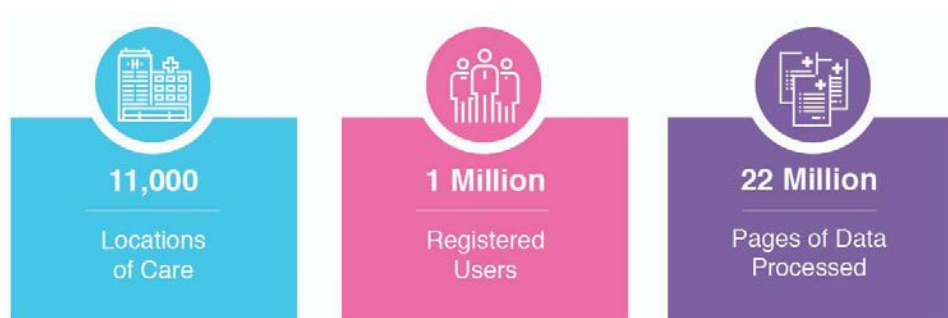 H
11,000
Locations
of Care
1 Million
Registered
Users
22 Million
Pages of Data
Processed